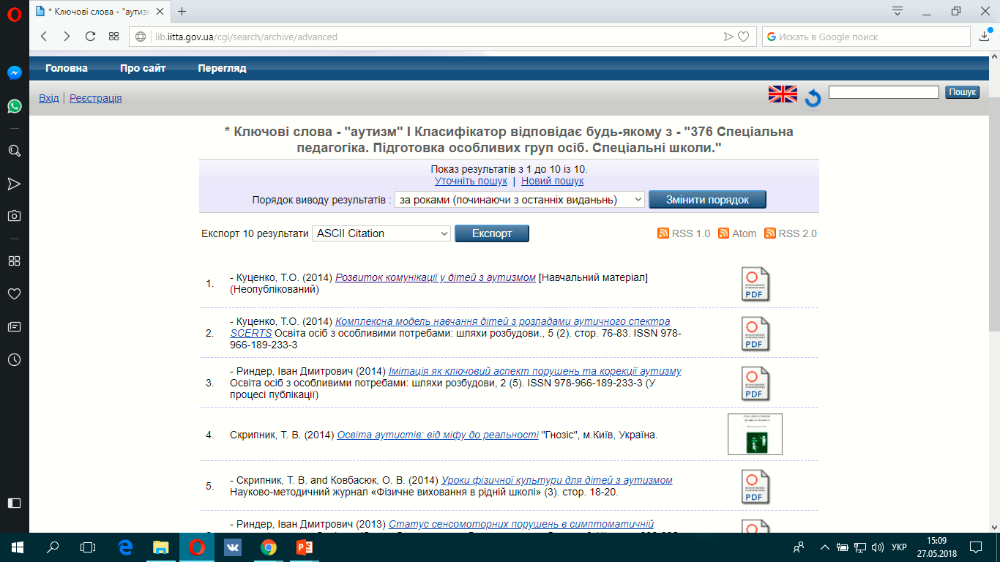 * Ключові слова - "аутизм
lib.iitta.gov.ua/cgi/search/archive/advanced
Искать в Google поиск
Головна Про сайт Перегляд
Вхід | Реєстрація
Пошук
* Ключові слова - "аутизм" І Класифікатор відповідає будь-якому з - "376 Спеціальна
педагогіка. Підготовка особливих груп осіб. Спеціальні школи."
Показ результатів з 1 до 10 із 10.
Уточніть пошук | Новий пошук
Порядок виводу результатів : за роками (починаючи з останніх виданьнь) Змінити порядок
Експорт 10 результати ASCII Citation Експорт RSS 1.0 Atom RSS 2.0
1. - Куценко, Т.О. (2014) Розвиток комунікації у дітей з аутизмом [Навчальний матеріал]
(Неопублікований)
PDF
- Куценко, Т.О. (2014) Комплексна модель навчання дітей з розладами аутичного спектра
2. SCERTS Освіта осіб з особливими потребами: шляхи розбудови., 5 (2). стор. 76-83. ISSN 978-
966-189-233-3
PDF
- Риндер, Іван Дмитрович (2014) Імітація як ключовий аспект порушень та корекції аутизму
3. Освіта осіб з особливими потребами: шляхи розбудови, 2 (5). ISSN 978-966-189-233-3 (У
процесі публікації)
PDF
4. Скрипник, Т. В. (2014) Освіта аутистів: від міфу до реальності "Гнозіс", м.Київ, Україна.
5. - Скрипник, Т. В. and Ковбасюк, О. В. (2014) Уроки фізичної культури для дітей з аутизмом
Науково-методичний журнал «Фізичне виховання в рідній школі» (3). стор. 18-20.
PDF
- Риндер, Іван Дмитрович (2013) Статус сенсомоторних порушень в симптоматичній
УКР
15:09
27.05.2018